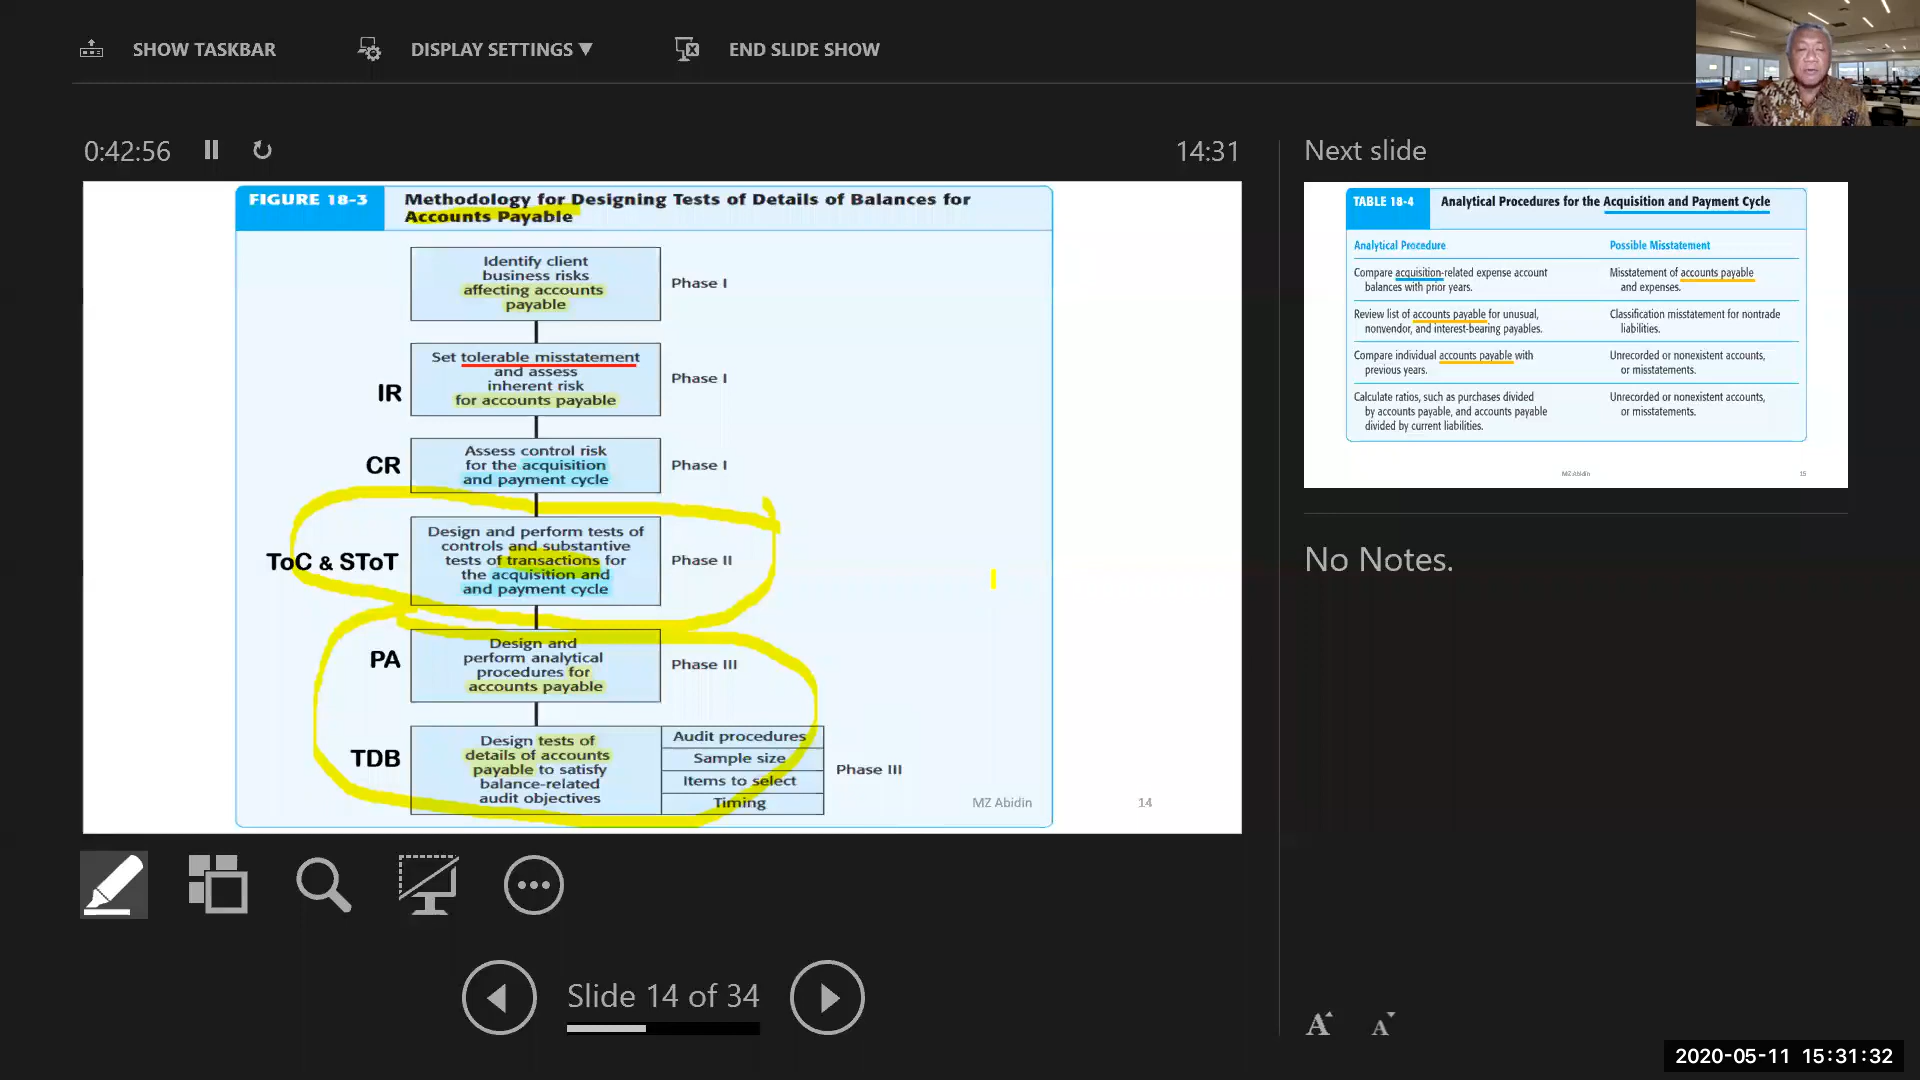 SHOW TASKBAR
DISPLAY SETTINGS ▼
END SLIDE SHOW
0:42:56
14:31
Next slide
FIGURE 18-3
Methodology for Designing Tests of Details of Balances for
Accounts Payable
Identify client
business risks
affecting accounts
payable
Phase I
Set tolerable misstatement
and assess
inherent risk
for accounts payable
IR
Phase I
Assess control risk
for the acquisition
and payment cycle
CR
Phase I
Design and perform tests of
controls and substantive
tests of transactions for
the acquisition and
and payment cycle
ToC & SToT
Phase II
Design and
perform analytical
procedures for
accounts payable
PA
Phase III
Design tests of
details of accounts
payable to satisfy
balance-related
audit objectives
TDB
Audit procedures
Sample size
Items to select
Timing
Phase III
MZ Abidin
14
TABLE 18-4
Analytical Procedures for the Acquisition and Payment Cycle
Analytical Procedure
Possible Misstatement
Compare acquisition-related expense account
balances with prior years.
Misstatement of accounts payable
and expenses.
Review list of accounts payable for unusual,
nonvendor, and interest-bearing payables.
Classification misstatement for nontrade
liabilities.
Compare individual accounts payable with
previous years.
Unrecorded or nonexistent accounts,
or misstatements.
Calculate ratios, such as purchases divided
by accounts payable, and accounts payable
divided by current liabilities.
Unrecorded or nonexistent accounts,
or misstatements.
MZ Abidin
15
No Notes.
Slide 14 of 34
A A
2020-05-11 15:31:32